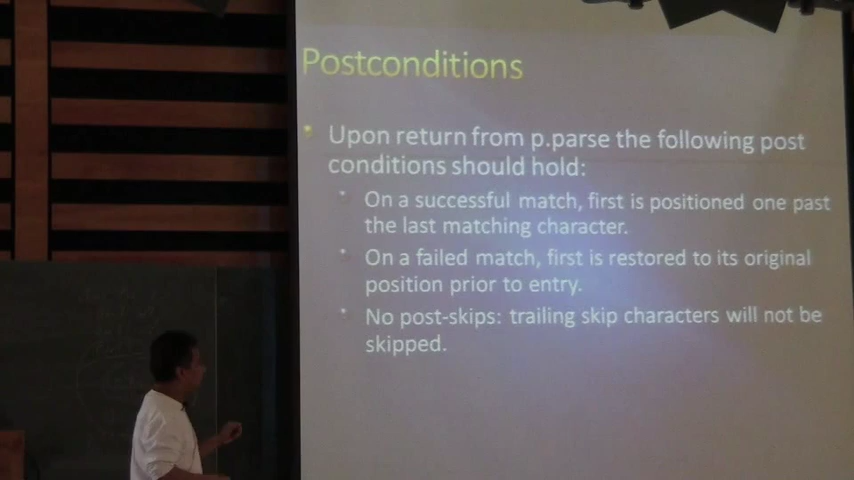 Postconditions
Upon return from p.parse the following post
conditions should hold:
On a successful match, first is positioned one past
the last matching character.
On a failed match, first is restored to its original
position prior to entry.
No post-skips: trailing skip characters will not be
skipped.